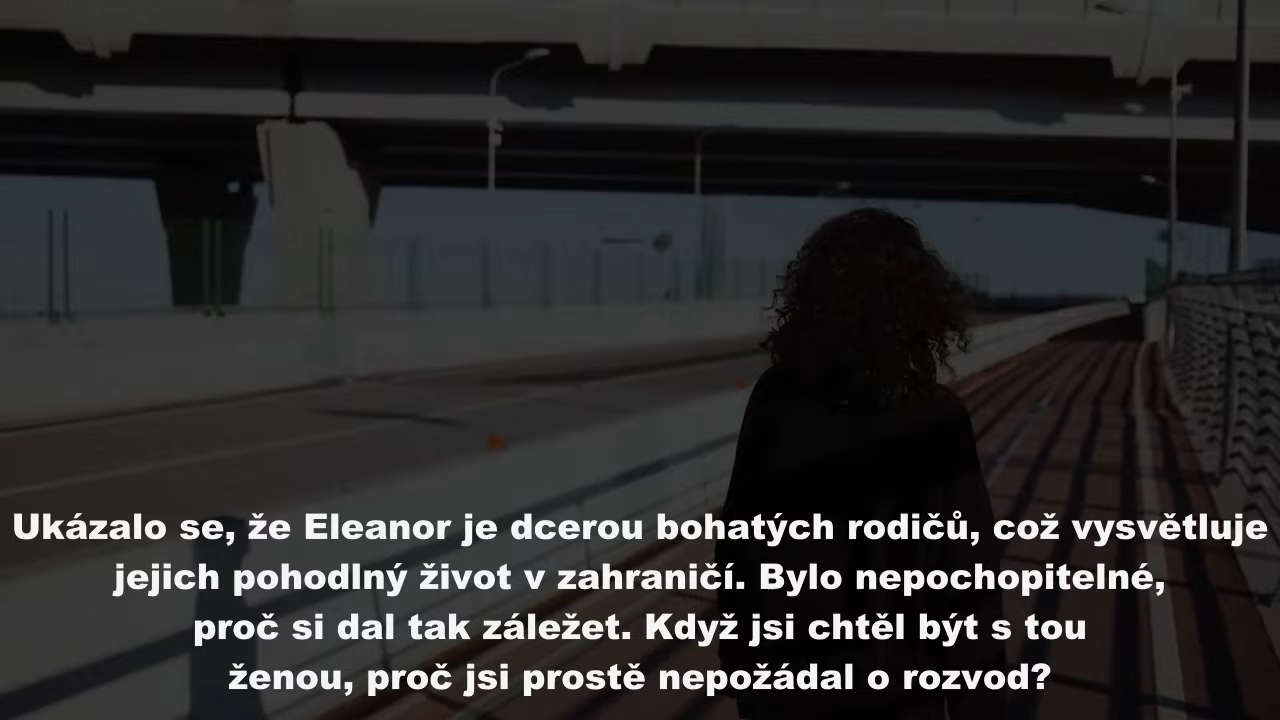 Ukázalo se, že Eleanor je dcerou bohatých rodičů, což vysvětluje
jejich pohodlný život v zahraničí. Bylo nepochopitelné,
proč si dal tak záležet. Když jsi chtěl být s tou
ženou, proč jsi prostě nepožádal o rozvod?